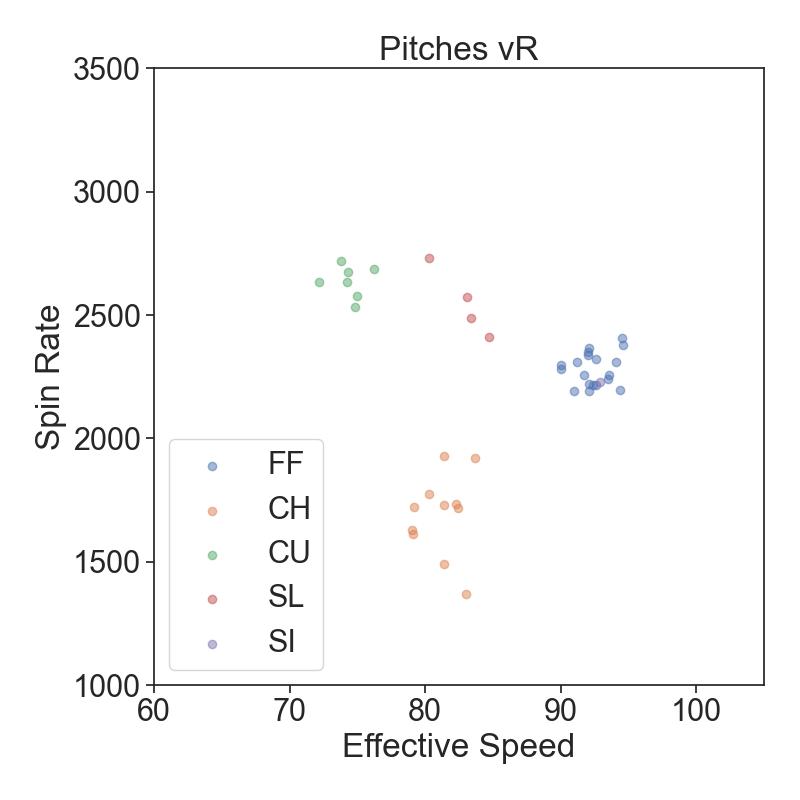 Pitches vR
3500
3000
2500
2000
1500
1000
Spin Rate
FF
CH
CU
SL
SI
60 70 80 90 100
Effective Speed